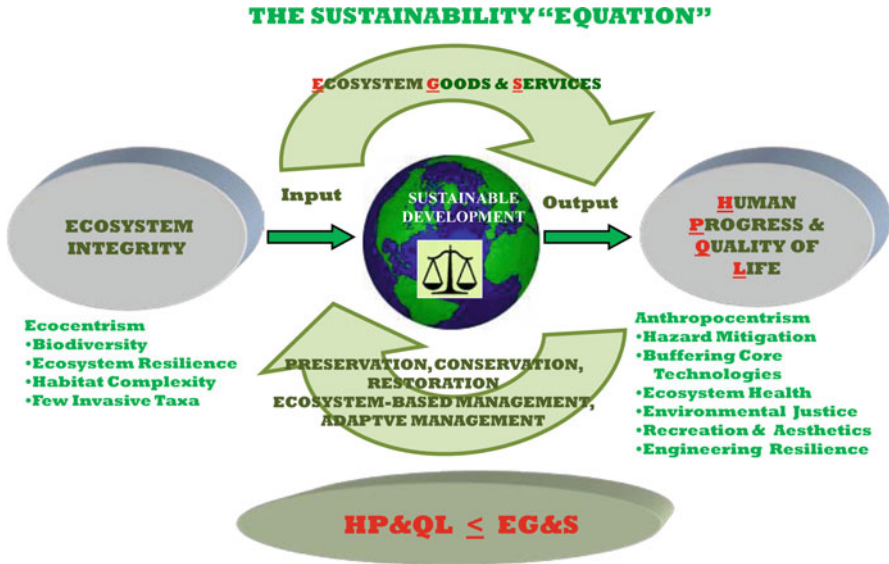 THE SUSTAINABILITY “EQUATION”
ECOSYSTEM GOODS & SERVICES
Input
SUSTAINABLE
DEVELOPMENT
Output
ECOSYSTEM
INTEGRITY
HUMAN
PROGRESS &
QUALITY OF
LIFE
Ecocentrism
•Biodiversity
•Ecosystem Resilience
•Habitat Complexity
•Few Invasive Taxa
PRESERVATION, CONSERVATION,
RESTORATION
ECOSYSTEM-BASED MANAGEMENT,
ADAPTVE MANAGEMENT
Anthropocentrism
•Hazard Mitigation
•Buffering Core
Technologies
•Ecosystem Health
•Environmental Justice
•Recreation & Aesthetics
•Engineering Resilience
HP&QL ≤ EG&S